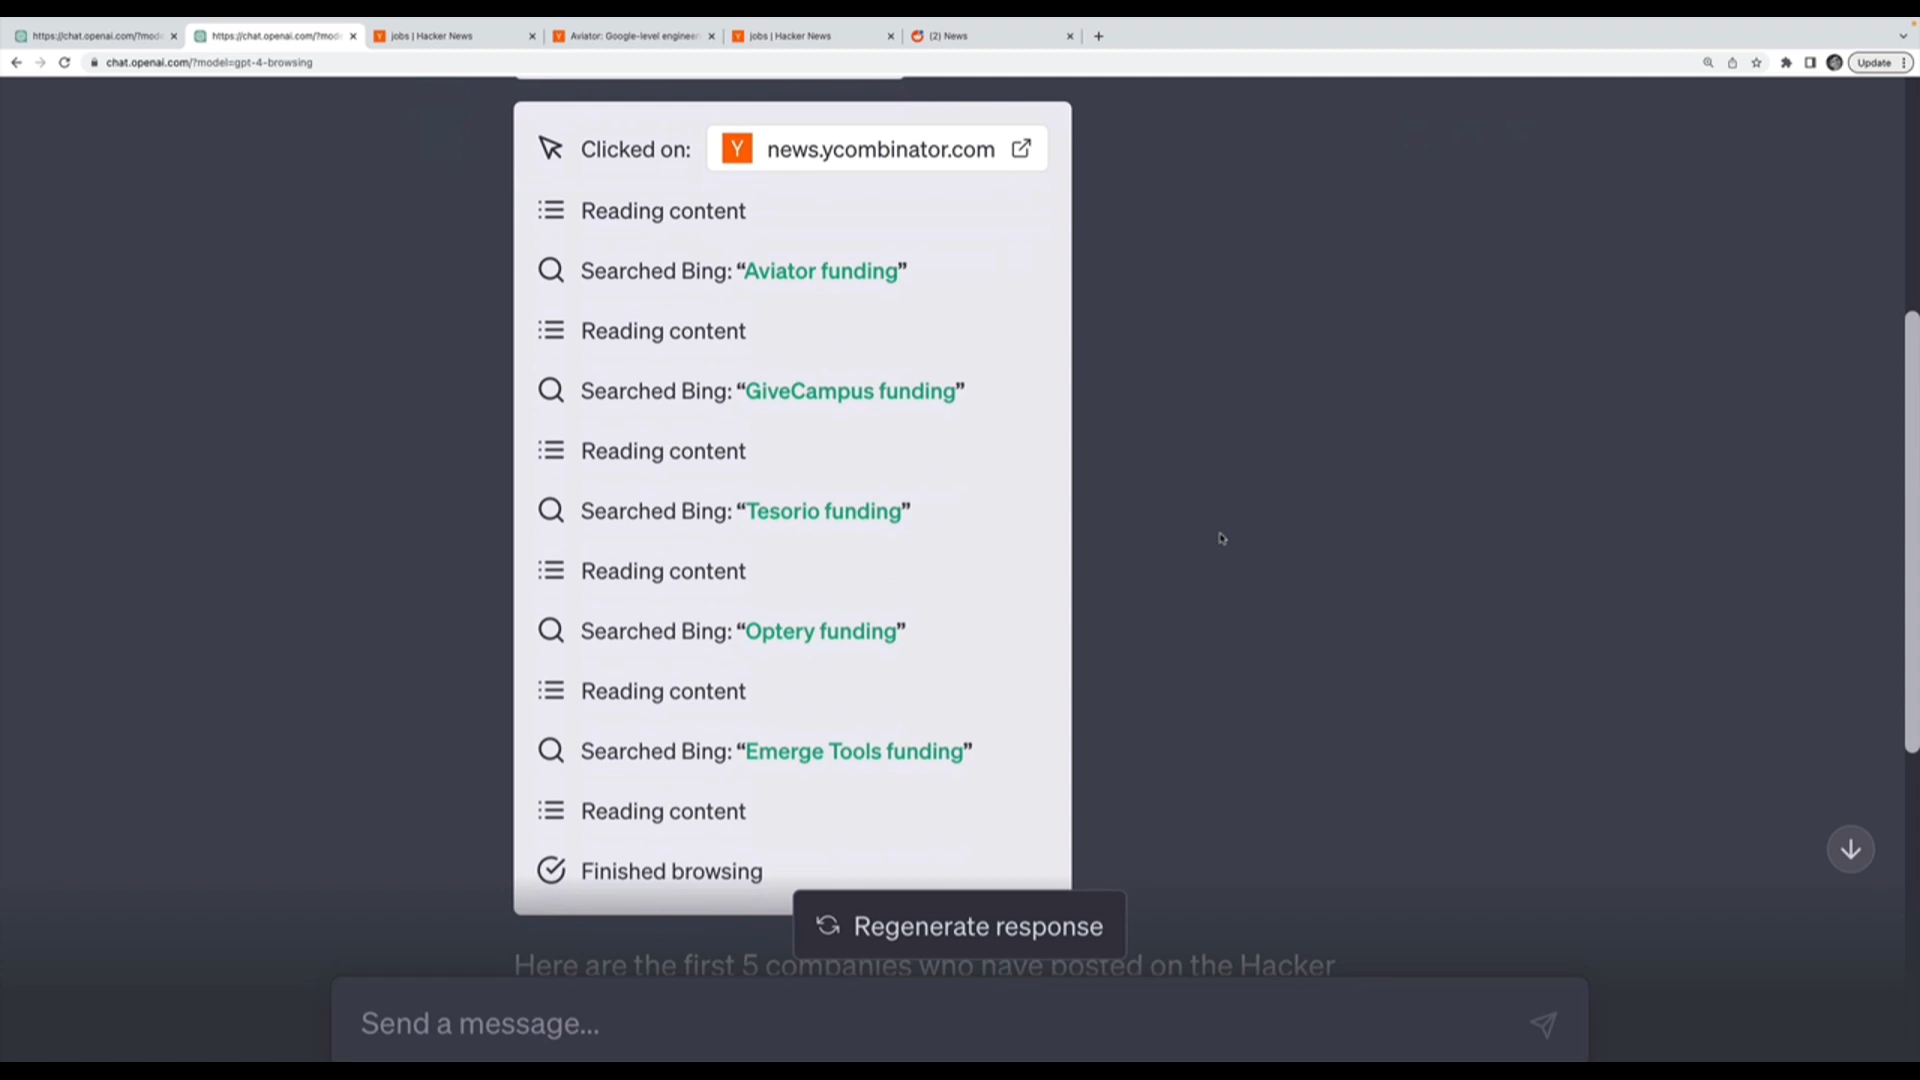 https://chat.openai.com/?mod
https://chat.openai.com/?mod
jobs | Hacker News
Aviator: Google-level engineer
jobs | Hacker News
(2) News
chat.openai.com/?model=gpt-4-browsing
Update
Clicked on:
Y
news.ycombinator.com
Reading content
Searched Bing: “Aviator funding”
Reading content
Searched Bing: “GiveCampus funding”
Reading content
Searched Bing: “Tesorio funding”
Reading content
Searched Bing: “Optery funding”
Reading content
Searched Bing: “Emerge Tools funding”
Reading content
Finished browsing
Regenerate response
Here are the first 5 companies who have posted on the Hacker
Send a message...